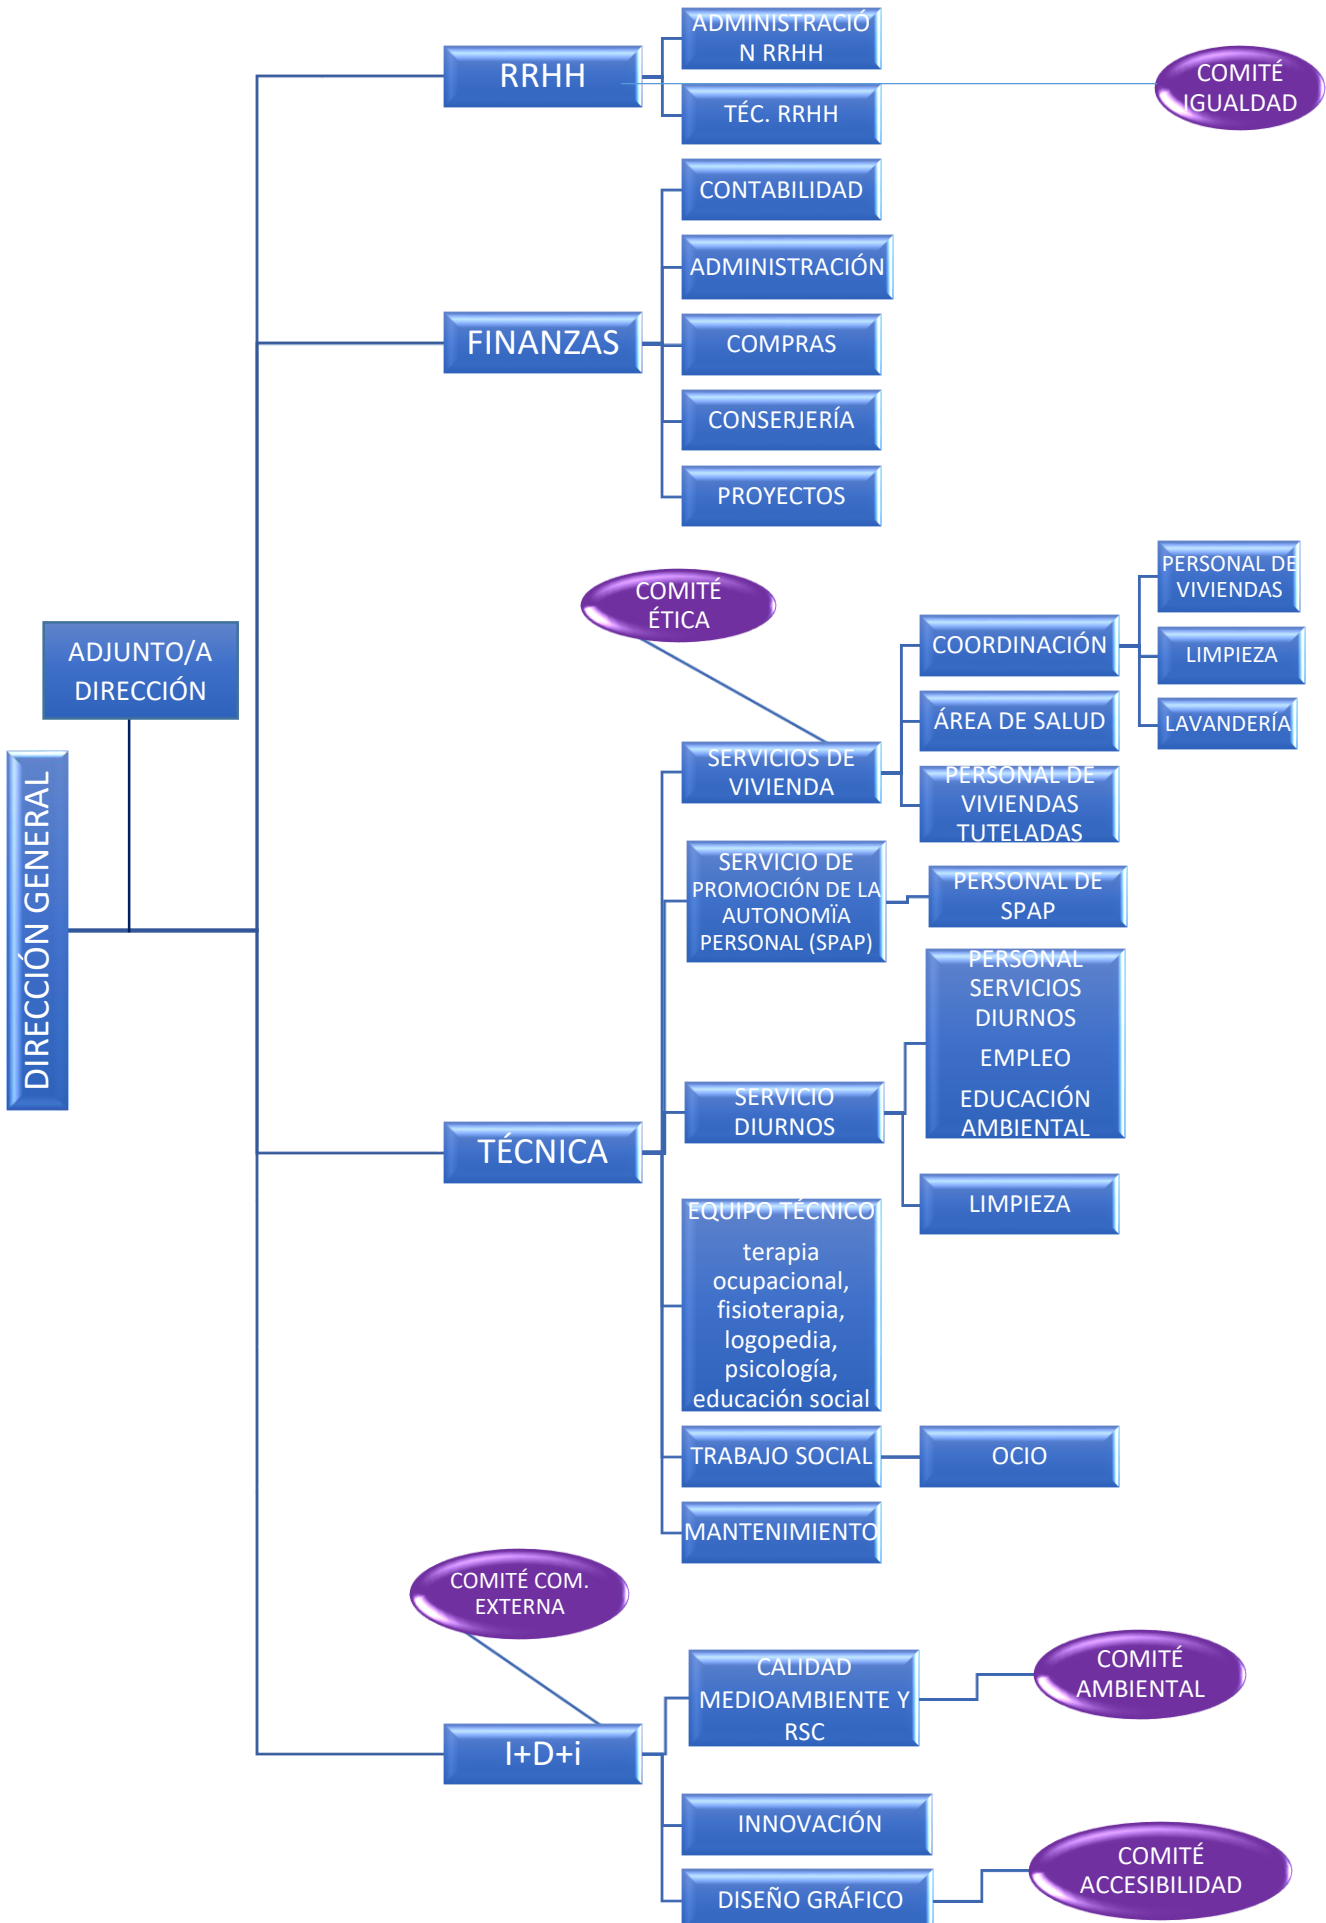 ADMINISTRACIÓ
N RRHH
RRHH
TÉC. RRHH
COMITÉ
IGUALDAD
CONTABILIDAD
ADMINISTRACIÓN
FINANZAS
COMPRAS
CONSERJERÍA
PROYECTOS
COMITÉ
ÉTICA
PERSONAL DE
VIVIENDAS
COORDINACIÓN
LIMPIEZA
LAVANDERÍA
ÁREA DE SALUD
ADJUNTO/A
DIRECCIÓN
DIRECCIÓN GENERAL
SERVICIOS DE
VIVIENDA
PERSONAL DE
VIVIENDAS
TUTELADAS
SERVICIO DE
PROMOCIÓN DE LA
AUTONOMÏA
PERSONAL (SPAP)
PERSONAL DE
SPAP
PERSONAL
SERVICIOS
DIURNOS
EMPLEO
EDUCACIÓN
AMBIENTAL
SERVICIO
DIURNOS
TÉCNICA
LIMPIEZA
EQUIPO TÉCNICO
terapia
ocupacional,
fisioterapia,
logopedia,
psicología,
educación social
TRABAJO SOCIAL
OCIO
MANTENIMIENTO
COMITÉ COM.
EXTERNA
CALIDAD
MEDIOAMBIENTE Y
RSC
COMITÉ
AMBIENTAL
I+D+i
INNOVACIÓN
DISEÑO GRÁFICO
COMITÉ
ACCESIBILIDAD